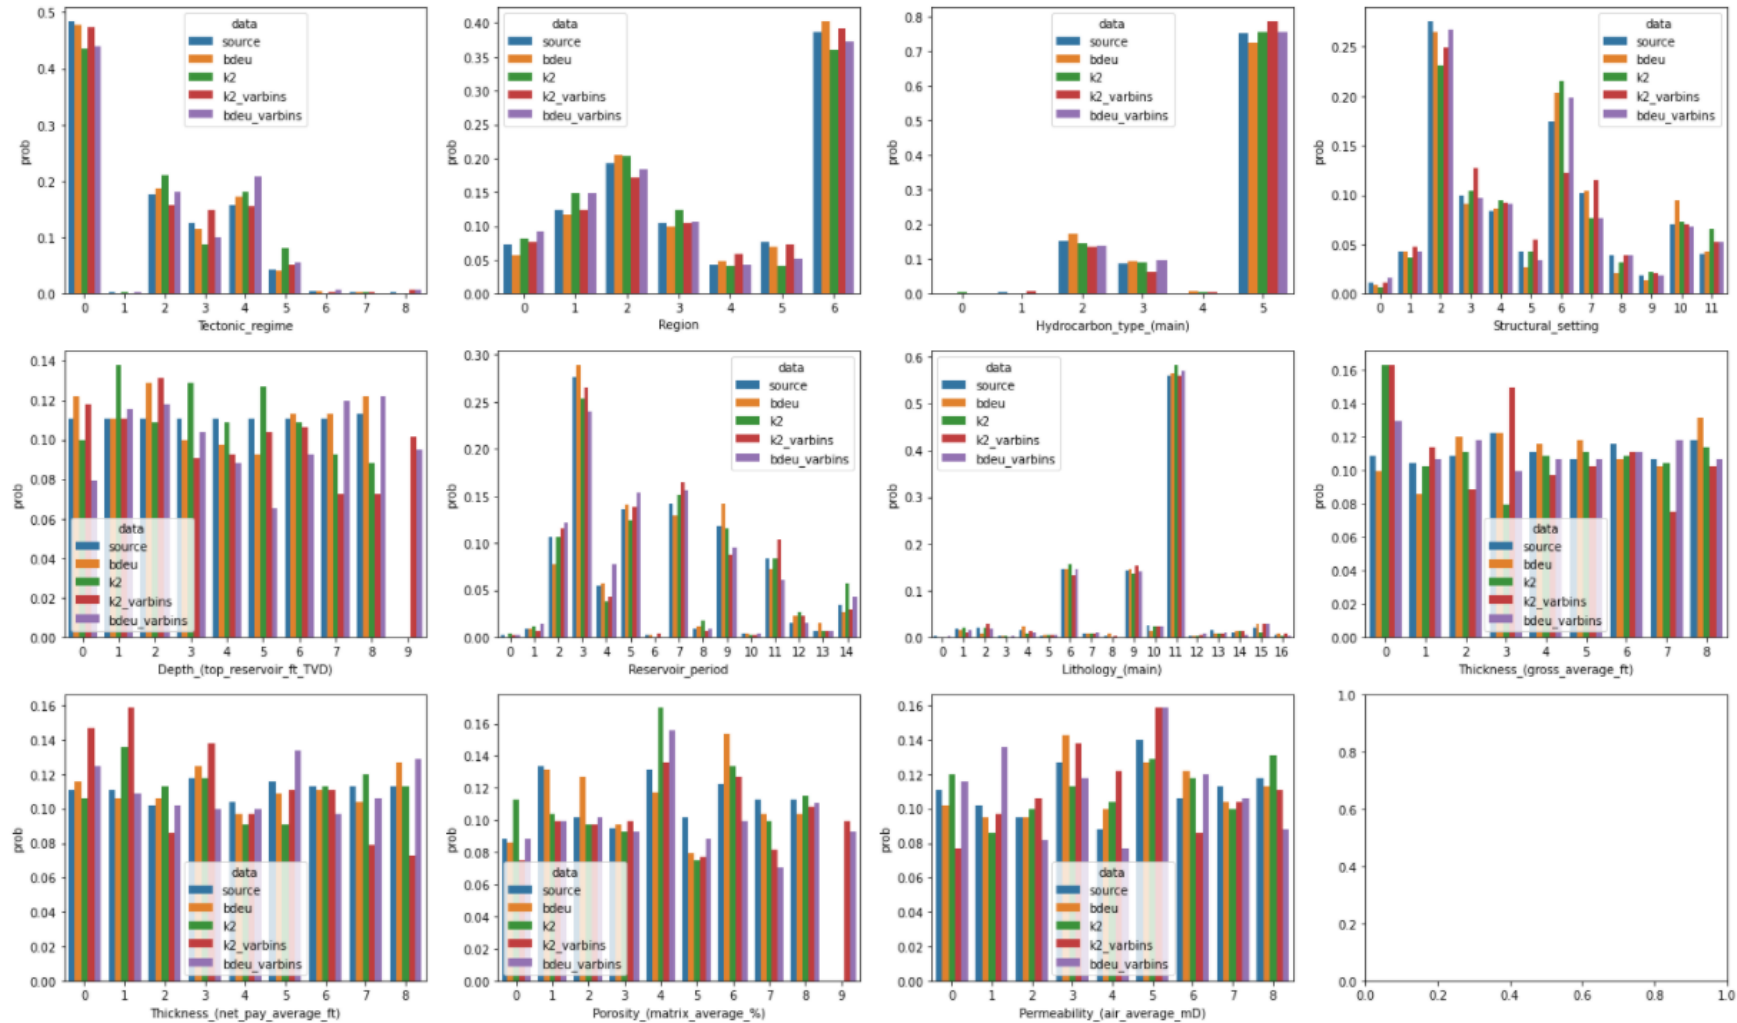 0.5
0.4
0.3
0.2
0.1
0.0
prob
data
source
bdeu
k2
k2_varbins
bdeu_varbins
0 1 2 3 4 5 6 7 8
Tectonic_regime
0.40
0.35
0.30
0.25
0.20
0.15
0.10
0.05
0.00
prob
data
source
bdeu
k2
k2_varbins
bdeu_varbins
0 1 2 3 4 5 6
Region
0.8
0.7
0.6
0.5
0.4
0.3
0.2
0.1
0.0
prob
data
source
bdeu
k2
k2_varbins
bdeu_varbins
0 1 2 3 4 5
Hydrocarbon_type_(main)
0.25
0.20
0.15
0.10
0.05
0.00
prob
data
source
bdeu
k2
k2_varbins
bdeu_varbins
0 1 2 3 4 5 6 7 8 9 10 11
Structural_setting
0.14
0.12
0.10
0.08
0.06
0.04
0.02
0.00
prob
data
source
bdeu
k2
k2_varbins
bdeu_varbins
0 1 2 3 4 5 6 7 8 9
Depth_(top_reservoir_ft_TVD)
0.30
0.25
0.20
0.15
0.10
0.05
0.00
prob
data
source
bdeu
k2
k2_varbins
bdeu_varbins
0 1 2 3 4 5 6 7 8 9 10 11 12 13 14
Reservoir_period
0.6
0.5
0.4
0.3
0.2
0.1
0.0
prob
data
source
bdeu
k2
k2_varbins
bdeu_varbins
0 1 2 3 4 5 6 7 8 9 10 11 12 13 14 15 16
Lithology_(main)
0.16
0.14
0.12
0.10
0.08
0.06
0.04
0.02
0.00
prob
data
source
bdeu
k2
k2_varbins
bdeu_varbins
0 1 2 3 4 5 6 7 8
Thickness_(gross_average_ft)
0.16
0.14
0.12
0.10
0.08
0.06
0.04
0.02
0.00
prob
data
source
bdeu
k2
k2_varbins
bdeu_varbins
0 1 2 3 4 5 6 7 8
Thickness_(net_pay_average_ft)
0.16
0.14
0.12
0.10
0.08
0.06
0.04
0.02
0.00
prob
data
source
bdeu
k2
k2_varbins
bdeu_varbins
0 1 2 3 4 5 6 7 8 9
Porosity_(matrix_average_%)
0.16
0.14
0.12
0.10
0.08
0.06
0.04
0.02
0.00
prob
data
source
bdeu
k2
k2_varbins
bdeu_varbins
0 1 2 3 4 5 6 7 8
Permeability_(air_average_mD)
1.0
0.8
0.6
0.4
0.2
0.0
0.0 0.2 0.4 0.6 0.8 1.0